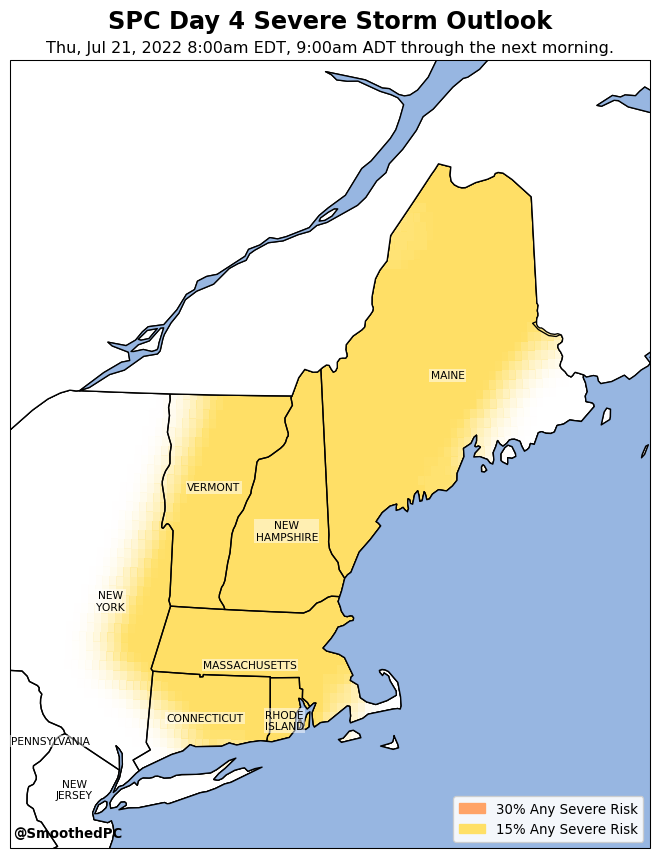 SPC Day 4 Severe Storm Outlook
Thu, Jul 21, 2022 8:00am EDT, 9:00am ADT through the next morning.
MAINE
VERMONT
NEW
HAMPSHIRE
NEW
YORK
MASSACHUSETTS
CONNECTICUT
RHODE
ISLAND
PENNSYLVANIA
NEW
JERSEY
30% Any Severe Risk
15% Any Severe Risk
@SmoothedPC